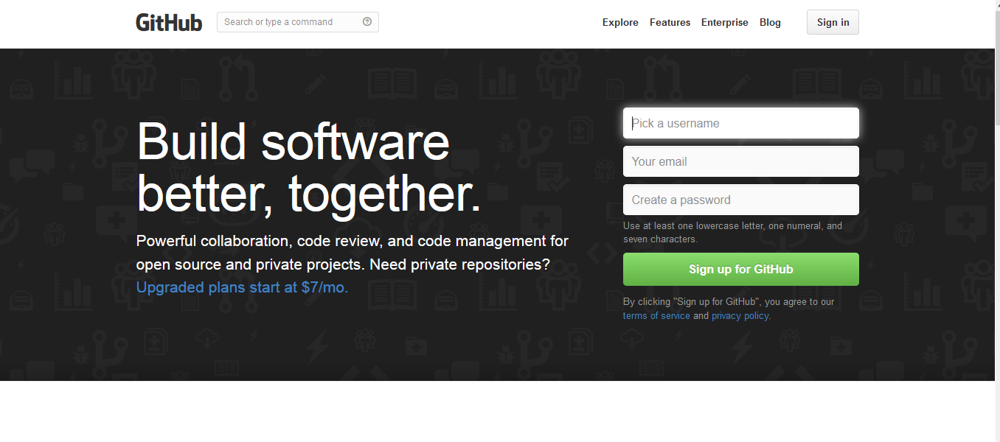 GitHub
Search or type a command
Explore Features Enterprise Blog Sign in
Build software
better, together.
Powerful collaboration, code review, and code management for
open source and private projects. Need private repositories?
Upgraded plans start at $7/mo.
Pick a username
Your email
Create a password
Use at least one lowercase letter, one numeral, and
seven characters.
Sign up for GitHub
By clicking "Sign up for GitHub", you agree to our
terms of service and privacy policy.